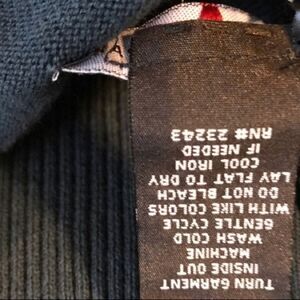 TURN GARMENT
INSIDE OUT
MACHINE
WASH COLD
GENTLE CYCLE
WITH LIKE COLORS
DO NOT BLEACH
LAY FLAT TO DRY
COOL IRON
IF NEEDED
RN# 23243